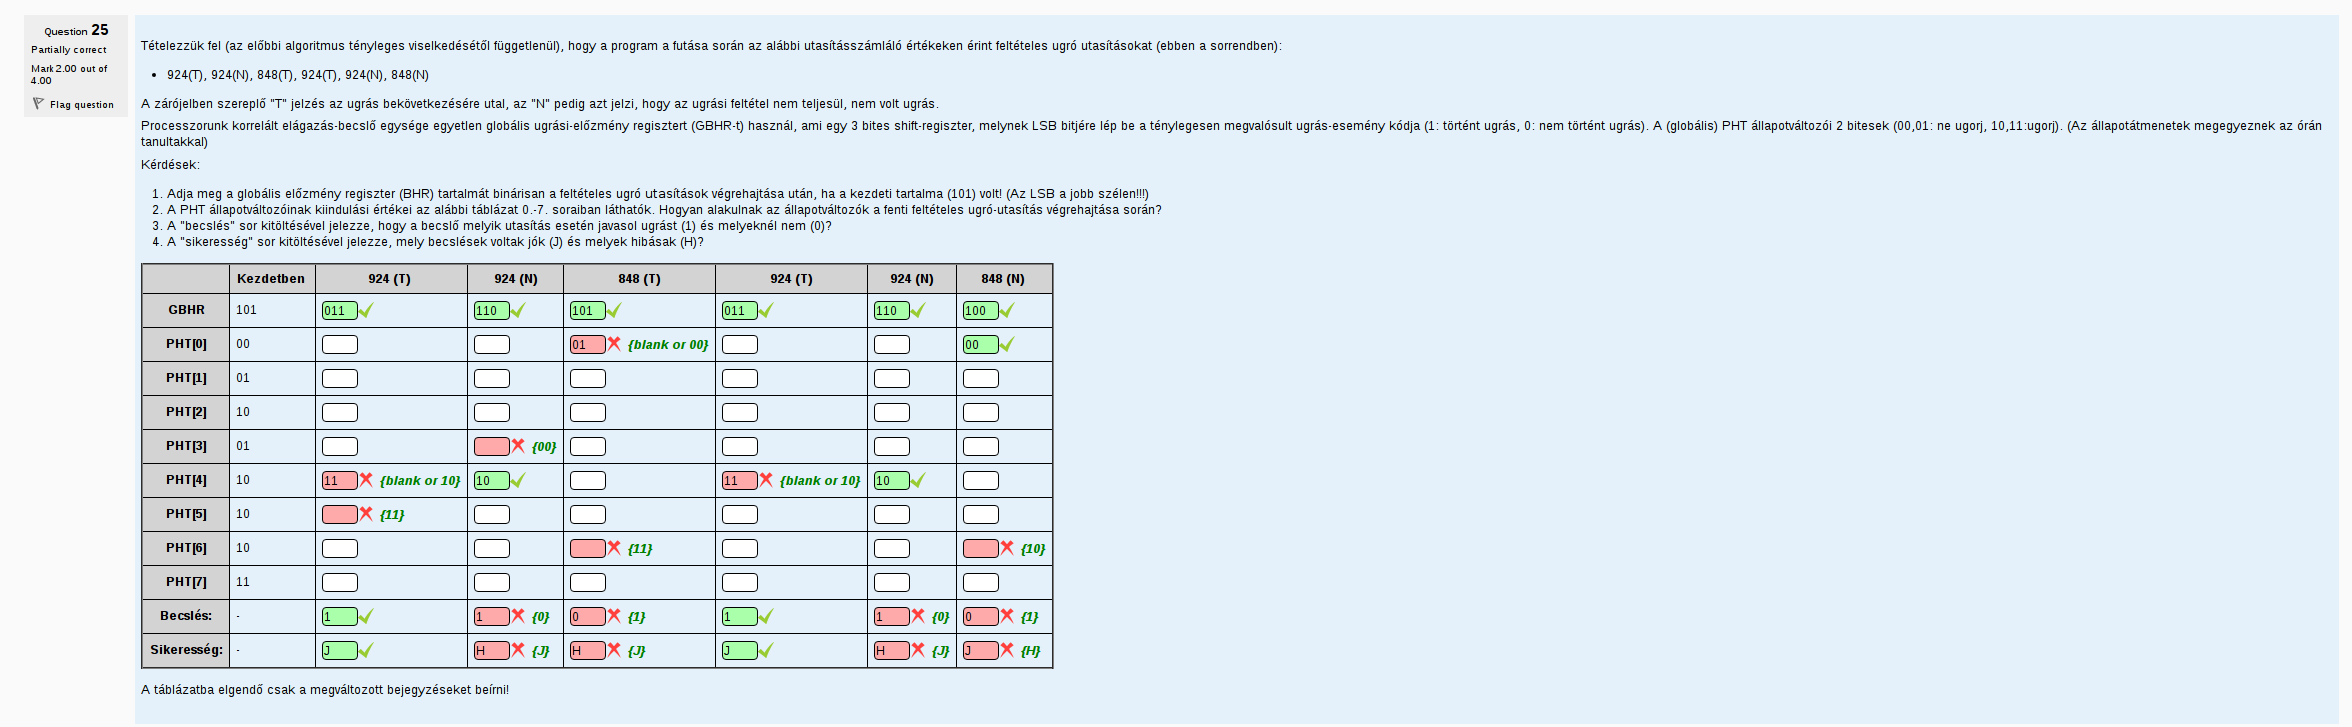 Question 25
Partially correct
Mark 2.00 out of
4.00
Flag question
Tételezzük fel (az előbbi algoritmus tényleges viselkedésétől függetlenül), hogy a program a futása során az alábbi utasításszámláló értékeken érint feltételes ugró utasításokat (ebben a sorrendben):
• 924(T), 924(N), 848(T), 924(T), 924(N), 848(N)
A zárójelben szereplő "T" jelzés az ugrás bekövetkezésére utal, az "N" pedig azt jelzi, hogy az ugrási feltétel nem teljesül, nem volt ugrás.
Processzorunk korrelált elágazás-becslő egysége egyetlen globális ugrási-előzmény regisztert (GBHR-t) használ, ami egy 3 bites shift-regiszter, melynek LSB bitjére lép be a ténylegesen megvalósult ugrás-esemény kódja (1: történt ugrás, 0: nem történt ugrás). A (globális) PHT állapotváltozói 2 bitesek (00,01: ne ugorj, 10,11:ugorj). (Az állapotátmenetek megegyeznek az órán
tanultakkal)
Kérdések:
1. Adja meg a globális előzmény regiszter (BHR) tartalmát binárisan a feltételes ugró utasítások végrehajtása után, ha a kezdeti tartalma (101) volt! (Az LSB a jobb szélen!!!)
2. A PHT állapotváltozóinak kiindulási értékei az alábbi táblázat 0.-7. soraiban láthatók. Hogyan alakulnak az állapotváltozók a fenti feltételes ugró-utasítás végrehajtása során?
3. A "becslés" sor kitöltésével jelezze, hogy a becslő melyik utasítás esetén javasol ugrást (1) és melyeknél nem (0)?
4. A "sikeresség" sor kitöltésével jelezze, mely becslések voltak jók (J) és melyek hibásak (H)?
Kezdetben 924 (T) 924 (N) 848 (T) 924 (T) 924 (N) 848 (N)
GBHR 101 011 110 101 011 110 100
PHT[0] 00 01 {blank or 00} 00
PHT[1] 01
PHT[2] 10
PHT[3] 01 {00}
PHT[4] 10 11 {blank or 10} 10 11 {blank or 10} 10
PHT[5] 10 {11}
PHT[6] 10 {11} {10}
PHT[7] 11
Becslés: - 1 1 {0} 0 {1} 1 1 {0} 0 {1}
Sikeresség: - J H {J} H {J} J H {J} J {H}
A táblázatba elgendő csak a megváltozott bejegyzéseket beírni!